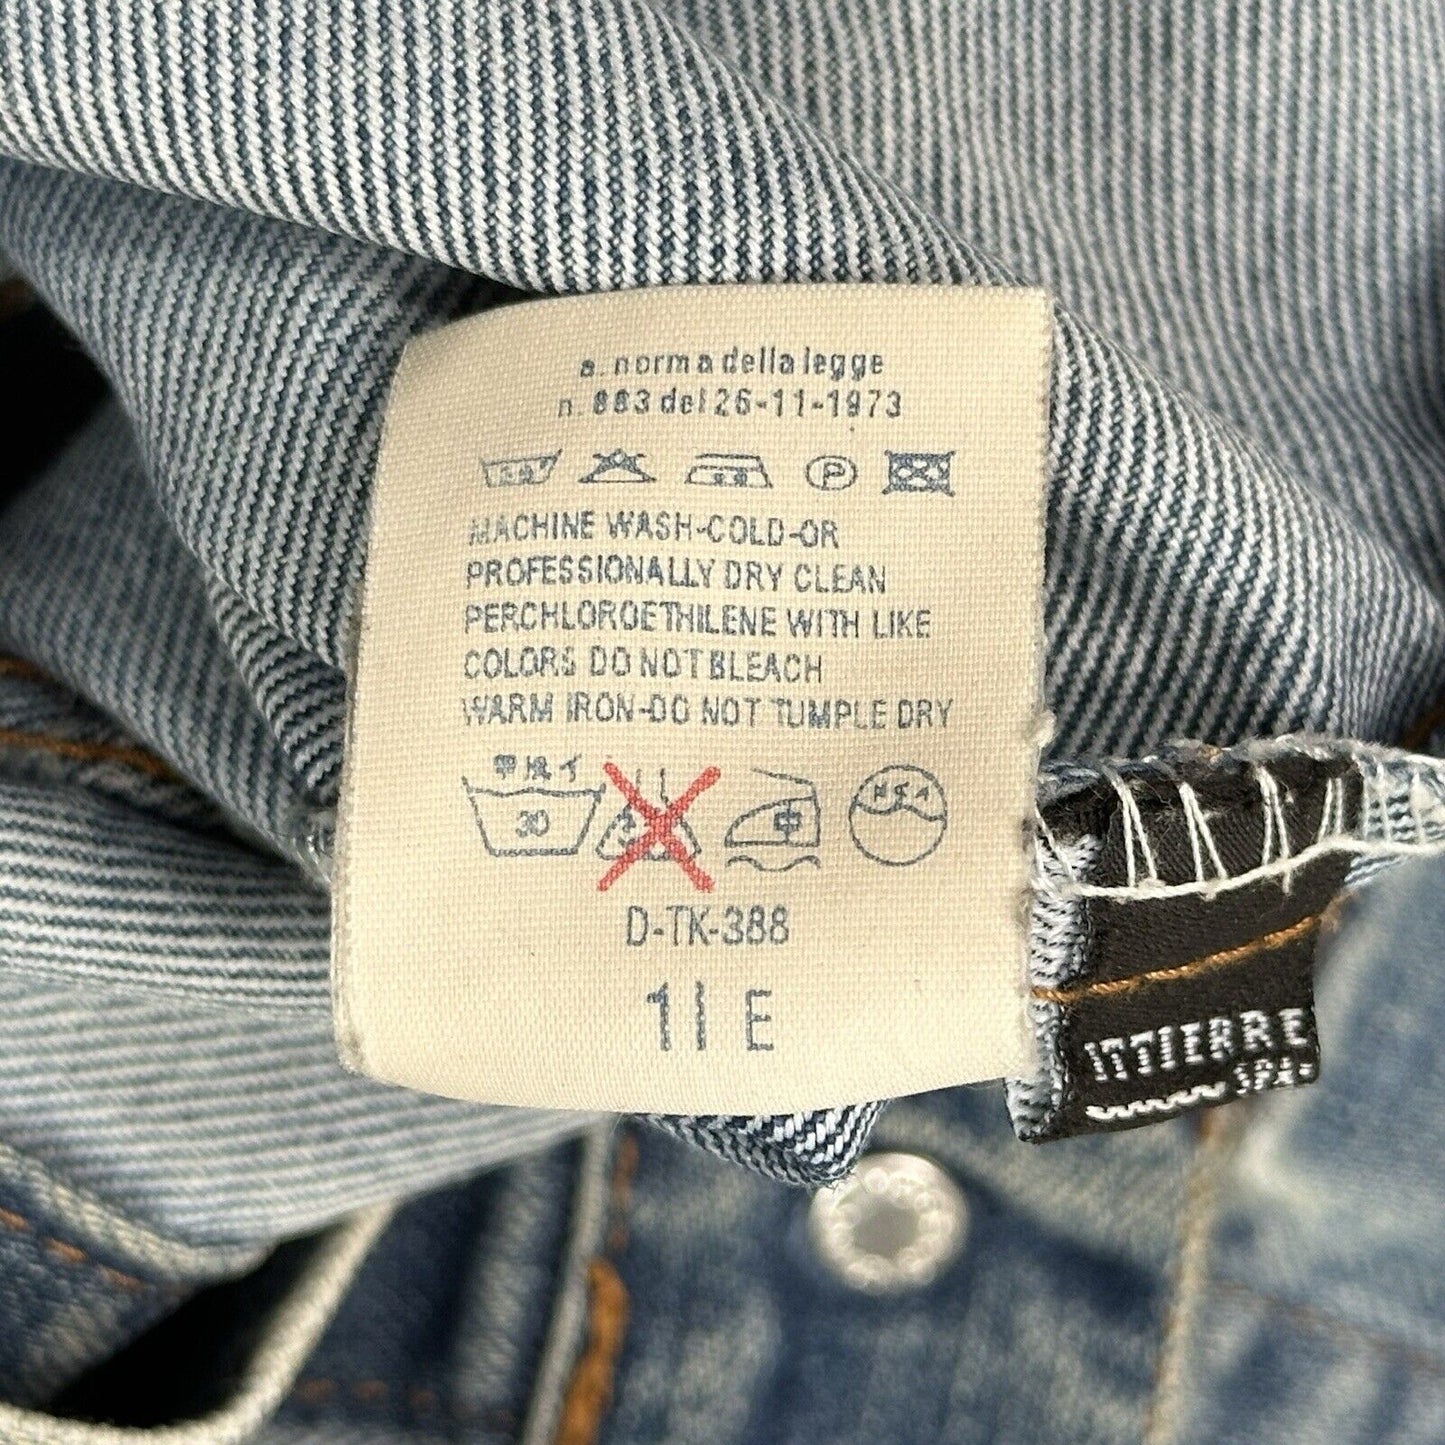 a. norma della legge
n. 883 del 26-11-1973
P
MACHINE WASH-COLD-OR
PROFESSIONALLY DRY CLEAN
PERCHLOROETHILENE WITH LIKE
COLORS DO NOT BLEACH
WARM IRON-DO NOT TUMPLE DRY
30
中
D-TK-388
11 E
ITTIERRE
SPA-